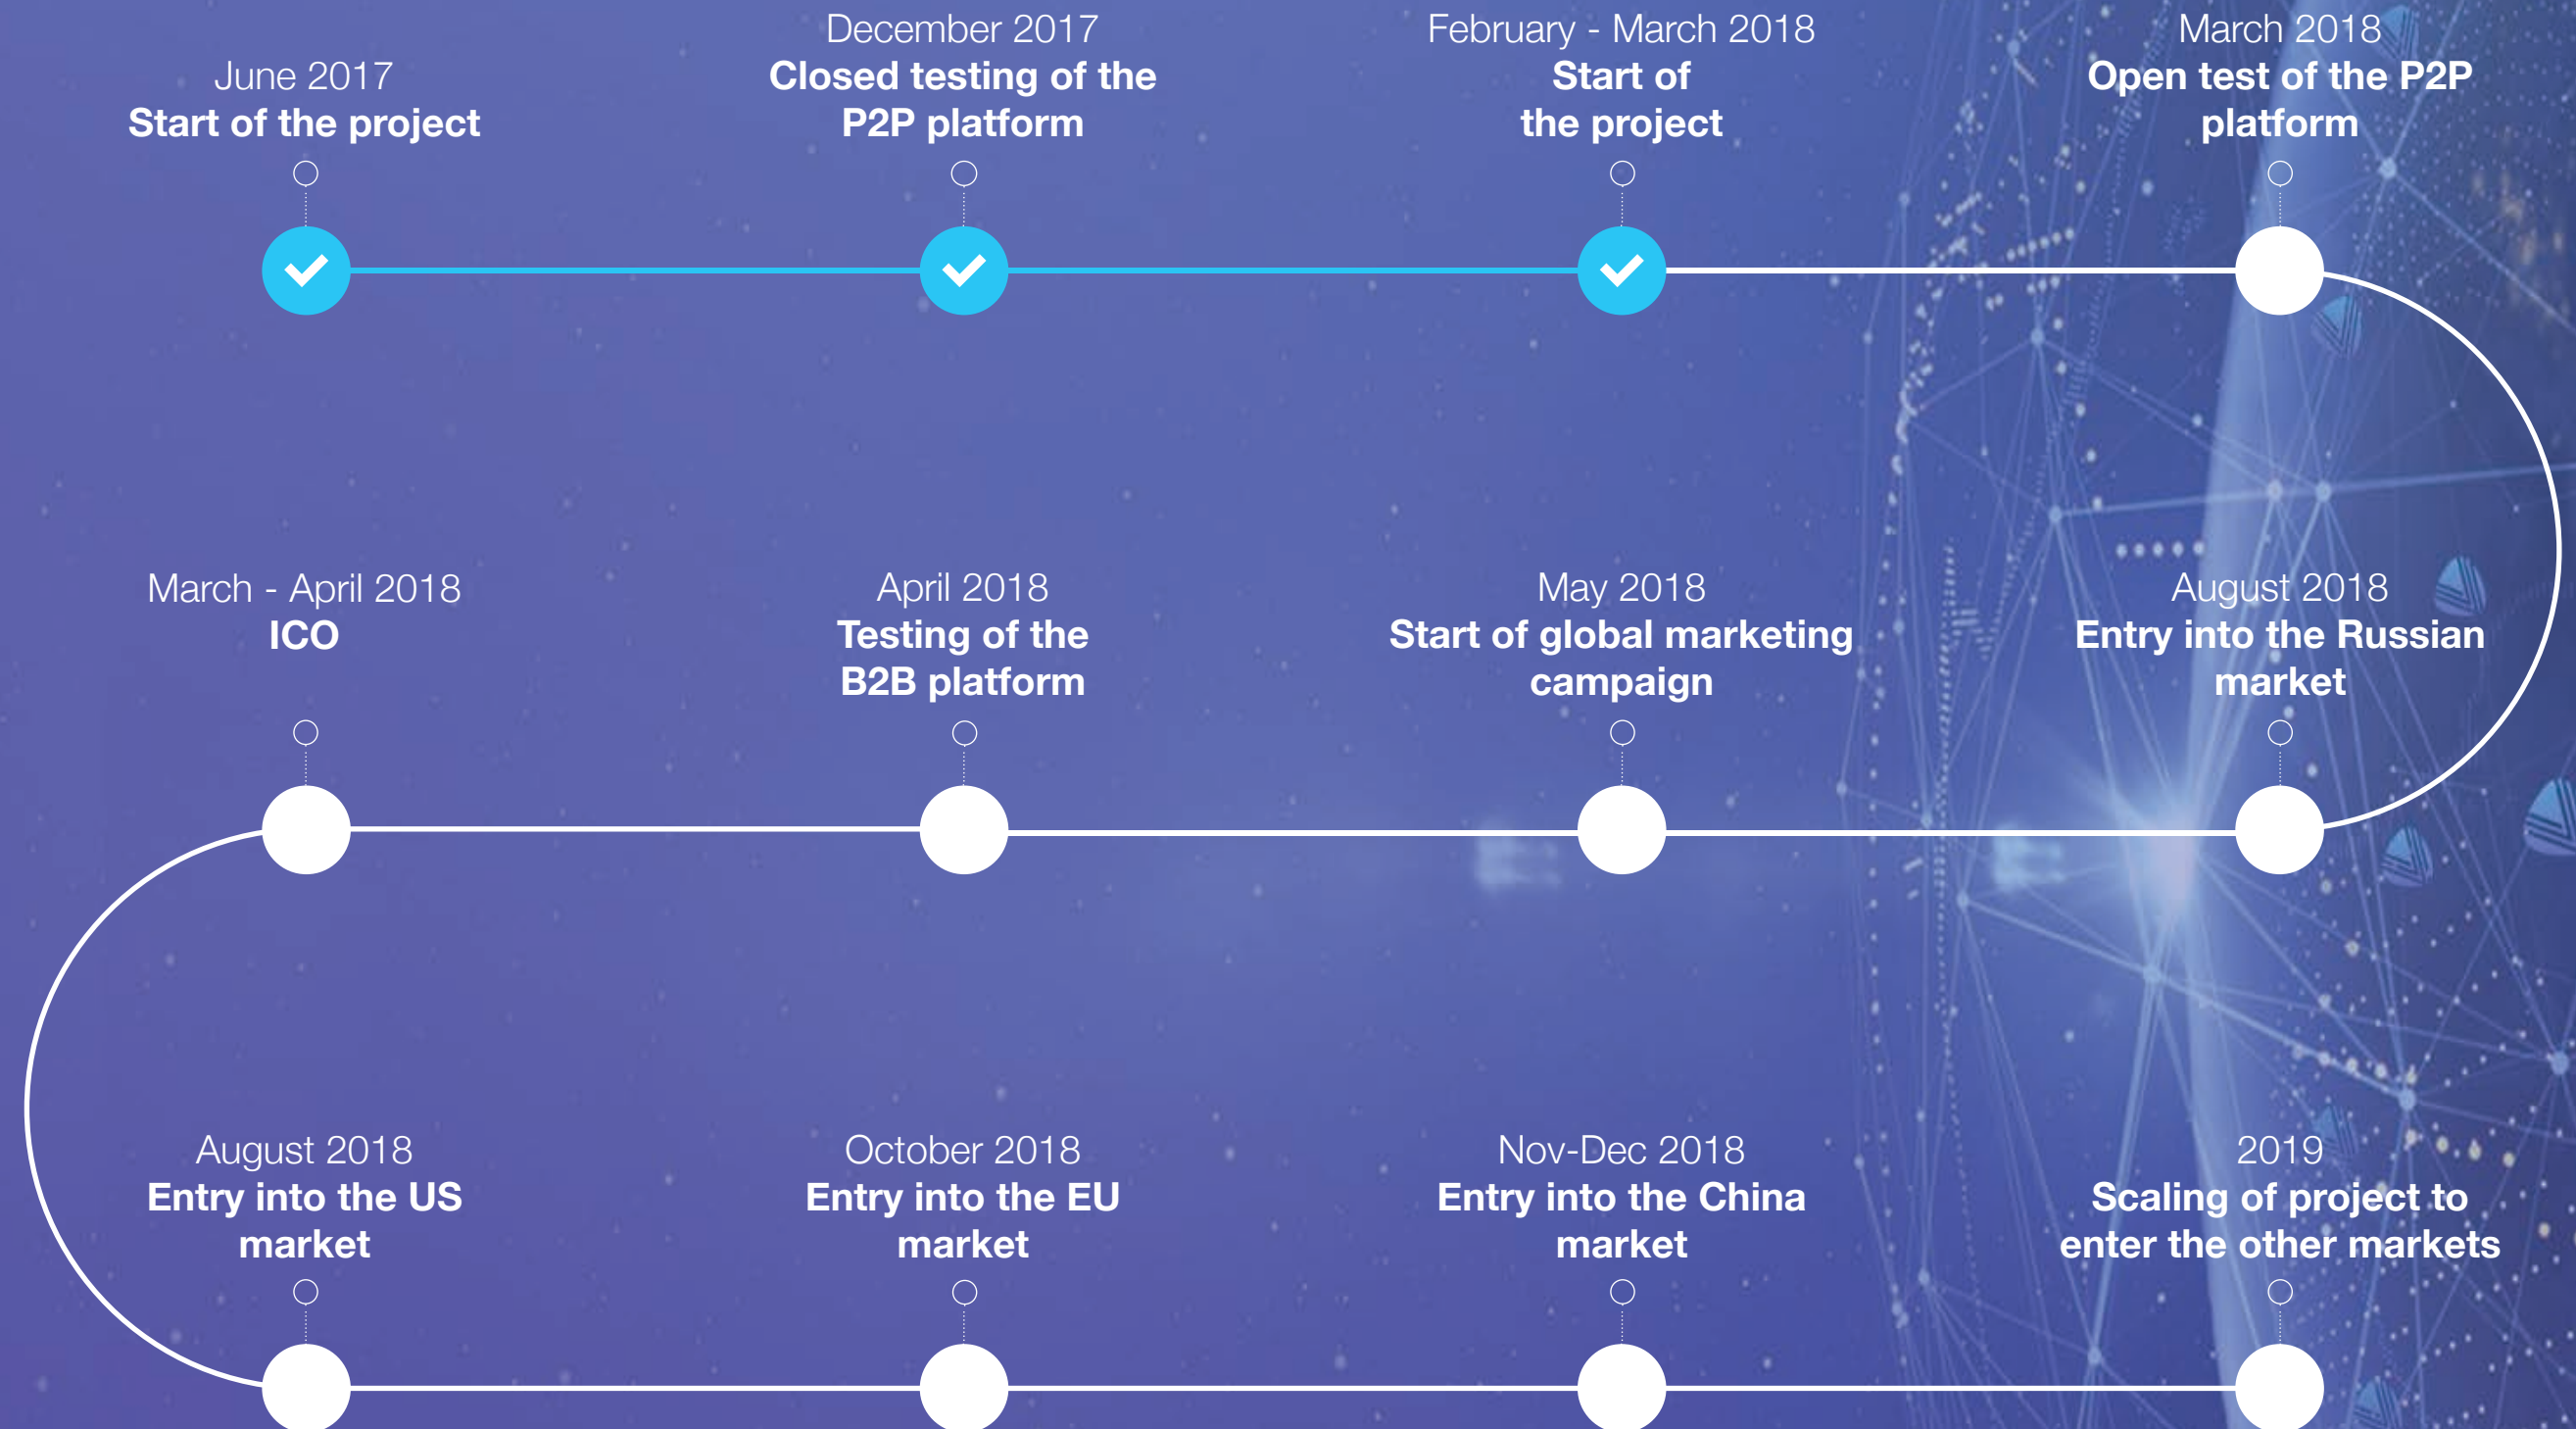 June 2017
Start of the project
December 2017
Closed testing of the
P2P platform
February - March 2018
Start of
the project
March 2018
Open test of the P2P
platform
March - April 2018
ICO
April 2018
Testing of the
B2B platform
May 2018
Start of global marketing
campaign
August 2018
Entry into the Russian
market
August 2018
Entry into the US
market
October 2018
Entry into the EU
market
Nov-Dec 2018
Entry into the China
market
2019
Scaling of project to
enter the other markets